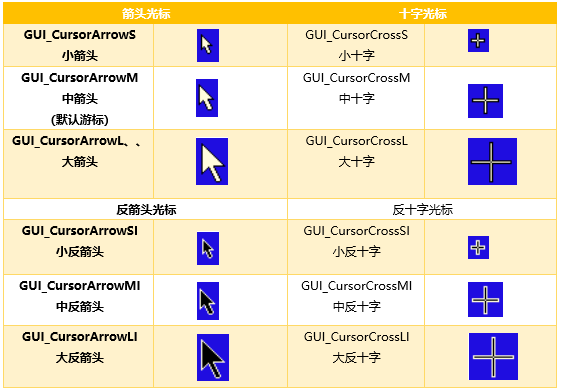 箭头光标 十字光标
GUI_CursorArrowS GUI_CursorCrossS
小箭头 小十字
GUI_CursorArrowM GUI_CursorCrossM
中箭头 中十字
(默认游标)
GUI_CursorArrowL、、 GUI_CursorCrossL
大箭头 大十字
反箭头光标 反十字光标
GUI_CursorArrowSI GUI_CursorCrossSI
小反箭头 小反十字
GUI_CursorArrowMI GUI_CursorCrossMI
中反箭头 中反十字
GUI_CursorArrowLI GUI_CursorCrossLI
大反箭头 大反十字